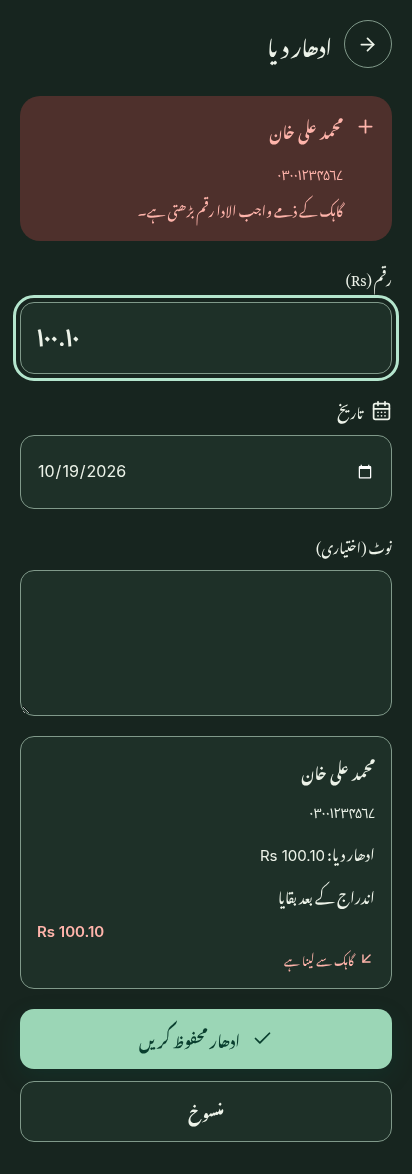 ادھار دیا
محمد علی خان
۰۳۰۰۱۲۳۴۵۶۷
گاہک کے ذمے واجب الادا رقم بڑھتی ہے۔
رقم (Rs)
۱۰۰.۱۰
تاریخ
10/19/2026
نوٹ (اختیاری)
محمد علی خان
۰۳۰۰۱۲۳۴۵۶۷
ادھار دیا: Rs 100.10
اندراج کے بعد بقایا
Rs 100.10
گاہک سے لینا ہے
ادھار محفوظ کریں
منسوخ